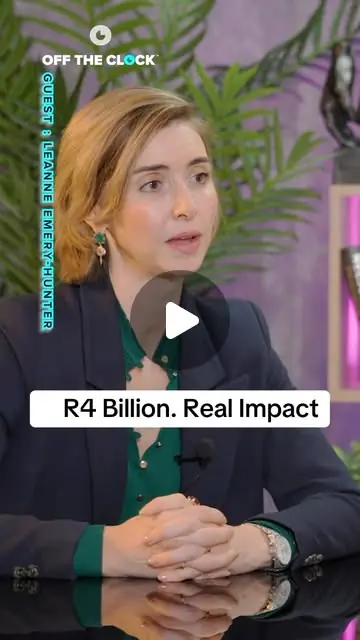 OFF THE CLOCK
GUEST : LEANNE EMERY-HUNTER
R4 Billion. Real Impact